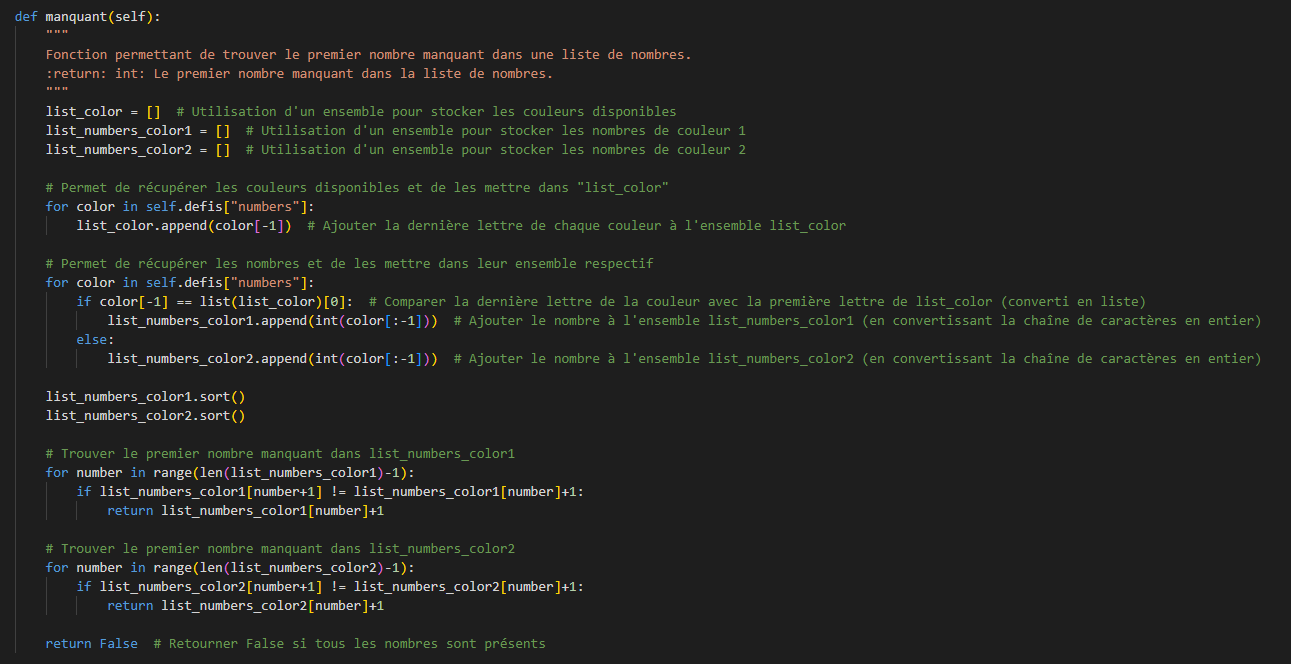 def manquant(self):
    """
    Fonction permettant de trouver le premier nombre manquant dans une liste de nombres.
    :return: int: Le premier nombre manquant dans la liste de nombres.
    """
    list_color = []  # Utilisation d'un ensemble pour stocker les couleurs disponibles
    list_numbers_color1 = []  # Utilisation d'un ensemble pour stocker les nombres de couleur 1
    list_numbers_color2 = []  # Utilisation d'un ensemble pour stocker les nombres de couleur 2

    # Permet de récupérer les couleurs disponibles et de les mettre dans "list_color"
    for color in self.defis["numbers"]:
        list_color.append(color[-1])  # Ajouter la dernière lettre de chaque couleur à l'ensemble list_color

    # Permet de récupérer les nombres et de les mettre dans leur ensemble respectif
    for color in self.defis["numbers"]:
        if color[-1] == list(list_color)[0]:  # Comparer la dernière lettre de la couleur avec la première lettre de list_color (converti en liste)
            list_numbers_color1.append(int(color[:-1]))  # Ajouter le nombre à l'ensemble list_numbers_color1 (en convertissant la chaîne de caractères en entier)
        else:
            list_numbers_color2.append(int(color[:-1]))  # Ajouter le nombre à l'ensemble list_numbers_color2 (en convertissant la chaîne de caractères en entier)

    list_numbers_color1.sort()
    list_numbers_color2.sort()

    # Trouver le premier nombre manquant dans list_numbers_color1
    for number in range(len(list_numbers_color1)-1):
        if list_numbers_color1[number+1] != list_numbers_color1[number]+1:
            return list_numbers_color1[number]+1

    # Trouver le premier nombre manquant dans list_numbers_color2
    for number in range(len(list_numbers_color2)-1):
        if list_numbers_color2[number+1] != list_numbers_color2[number]+1:
            return list_numbers_color2[number]+1

    return False  # Retourner False si tous les nombres sont présents